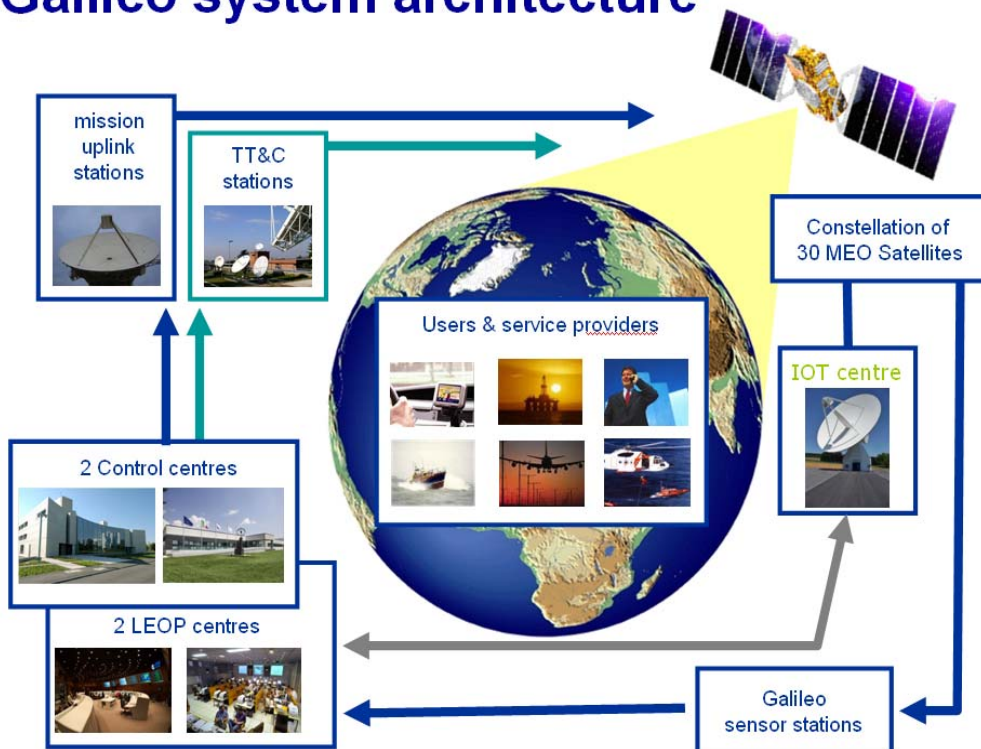 Galileo system architecture
mission
uplink
stations
TT&C
stations
Constellation of
30 MEO Satellites
Users & service providers
IOT centre
2 Control centres
2 LEOP centres
Galileo
sensor stations